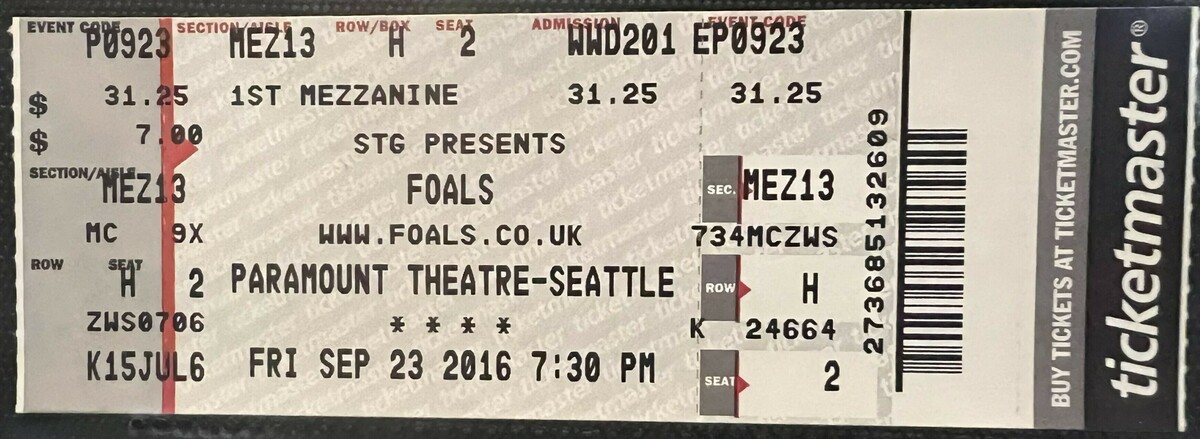 EVENT CODE SECTION/AISLE ROW/BOX SEAT ADMISSION EVENT CODE
P0923 MEZ13 H 2 WWD201 EP0923
$ 31.25 1ST MEZZANINE 31.25 31.25
$ 7.00 STG PRESENTS
SECTION/AISLE
MEZ13 FOALS SEC. MEZ13
MC 9X WWW.FOALS.CO.UK 734MCZWS
ROW SEAT
H 2 PARAMOUNT THEATRE-SEATTLE ROW H
ZWS0706 * * * * K 24664
K15JUL6 FRI SEP 23 2016 7:30 PM SEAT 2
273685132609
BUY TICKETS AT TICKETMASTER.COM
ticketmaster®